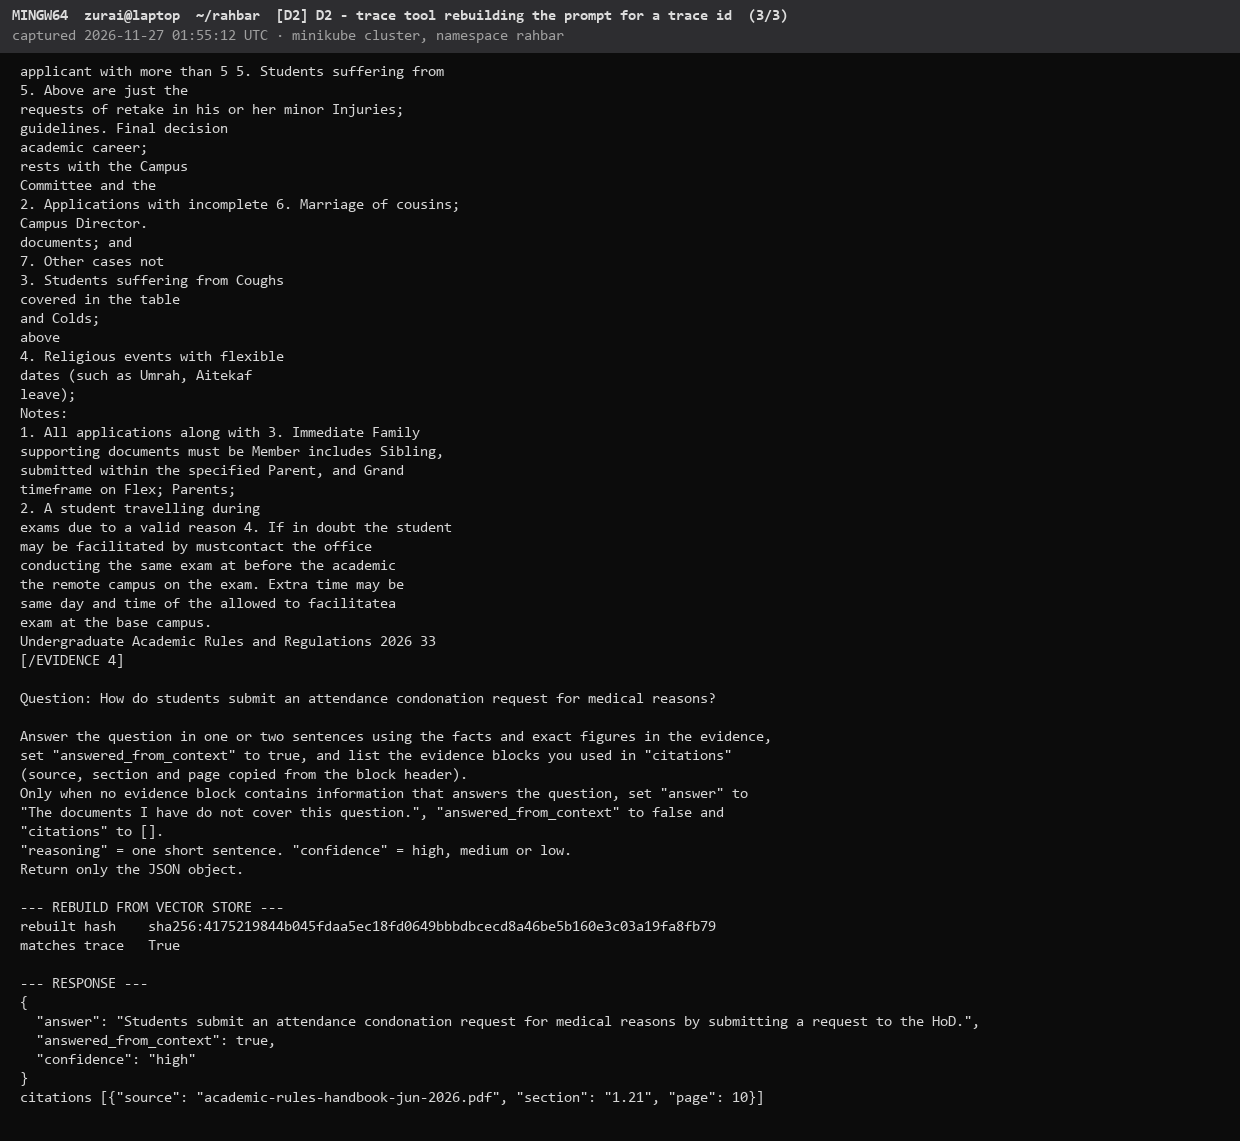 MINGW64  zurai@laptop  ~/rahbar  [D2] D2 - trace tool rebuilding the prompt for a trace id  (3/3)
captured 2026-11-27 01:55:12 UTC · minikube cluster, namespace rahbar
applicant with more than 5 5. Students suffering from
5. Above are just the
requests of retake in his or her minor Injuries;
guidelines. Final decision
academic career;
rests with the Campus
Committee and the
2. Applications with incomplete 6. Marriage of cousins;
Campus Director.
documents; and
7. Other cases not
3. Students suffering from Coughs
covered in the table
and Colds;
above
4. Religious events with flexible
dates (such as Umrah, Aitekaf
leave);
Notes:
1. All applications along with 3. Immediate Family
supporting documents must be Member includes Sibling,
submitted within the specified Parent, and Grand
timeframe on Flex; Parents;
2. A student travelling during
exams due to a valid reason 4. If in doubt the student
may be facilitated by mustcontact the office
conducting the same exam at before the academic
the remote campus on the exam. Extra time may be
same day and time of the allowed to facilitatea
exam at the base campus.
Undergraduate Academic Rules and Regulations 2026 33
[/EVIDENCE 4]

Question: How do students submit an attendance condonation request for medical reasons?

Answer the question in one or two sentences using the facts and exact figures in the evidence,
set "answered_from_context" to true, and list the evidence blocks you used in "citations"
(source, section and page copied from the block header).
Only when no evidence block contains information that answers the question, set "answer" to
"The documents I have do not cover this question.", "answered_from_context" to false and
"citations" to [].
"reasoning" = one short sentence. "confidence" = high, medium or low.
Return only the JSON object.

--- REBUILD FROM VECTOR STORE ---
rebuilt hash    sha256:4175219844b045fdaa5ec18fd0649bbbdbcecd8a46be5b160e3c03a19fa8fb79
matches trace   True

--- RESPONSE ---
{
  "answer": "Students submit an attendance condonation request for medical reasons by submitting a request to the HoD.",
  "answered_from_context": true,
  "confidence": "high"
}
citations [{"source": "academic-rules-handbook-jun-2026.pdf", "section": "1.21", "page": 10}]